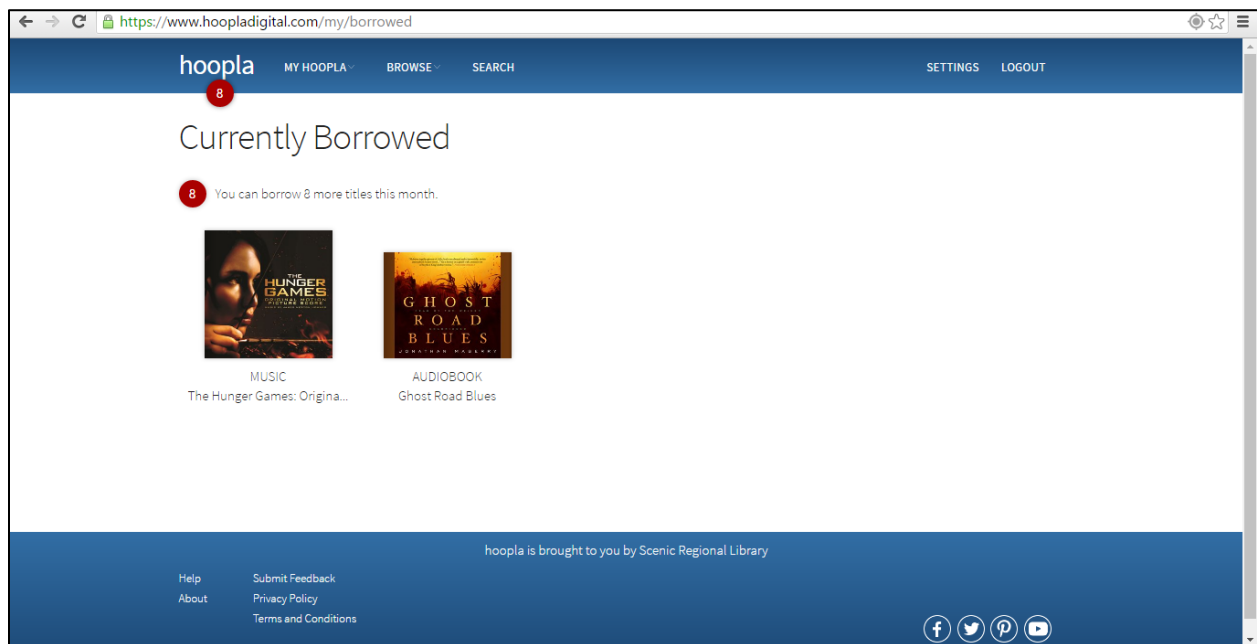 https://www.hoopladigital.com/my/borrowed
hoopla MY HOOPLA BROWSE SEARCH SETTINGS LOGOUT
8
Currently Borrowed
8 You can borrow 8 more titles this month.
THE
HUNGER
GAMES
ORIGINAL MOTION
PICTURE SCORE
GHOST
ROAD
BLUES
JONATHAN MABERRY
MUSIC
The Hunger Games: Origina...
AUDIOBOOK
Ghost Road Blues
hoopla is brought to you by Scenic Regional Library
Help Submit Feedback
About Privacy Policy
Terms and Conditions